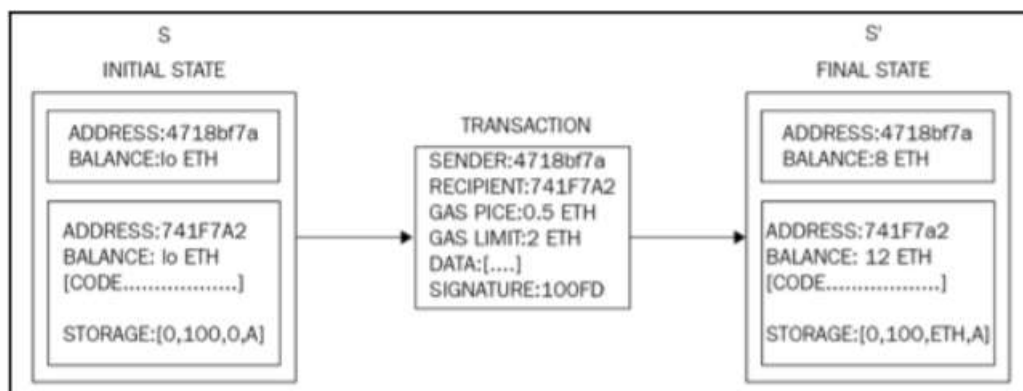 S
INITIAL STATE
ADDRESS:4718bf7a
BALANCE:lo ETH
ADDRESS:741F7A2
BALANCE: lo ETH
[CODE..................]
STORAGE:[0,100,0,A]
TRANSACTION
SENDER:4718bf7a
RECIPIENT:741F7A2
GAS PICE:0.5 ETH
GAS LIMIT:2 ETH
DATA:[....]
SIGNATURE:100FD
S'
FINAL STATE
ADDRESS:4718bf7a
BALANCE:8 ETH
ADDRESS:741F7a2
BALANCE: 12 ETH
[CODE..................]
STORAGE:[0,100,ETH,A]